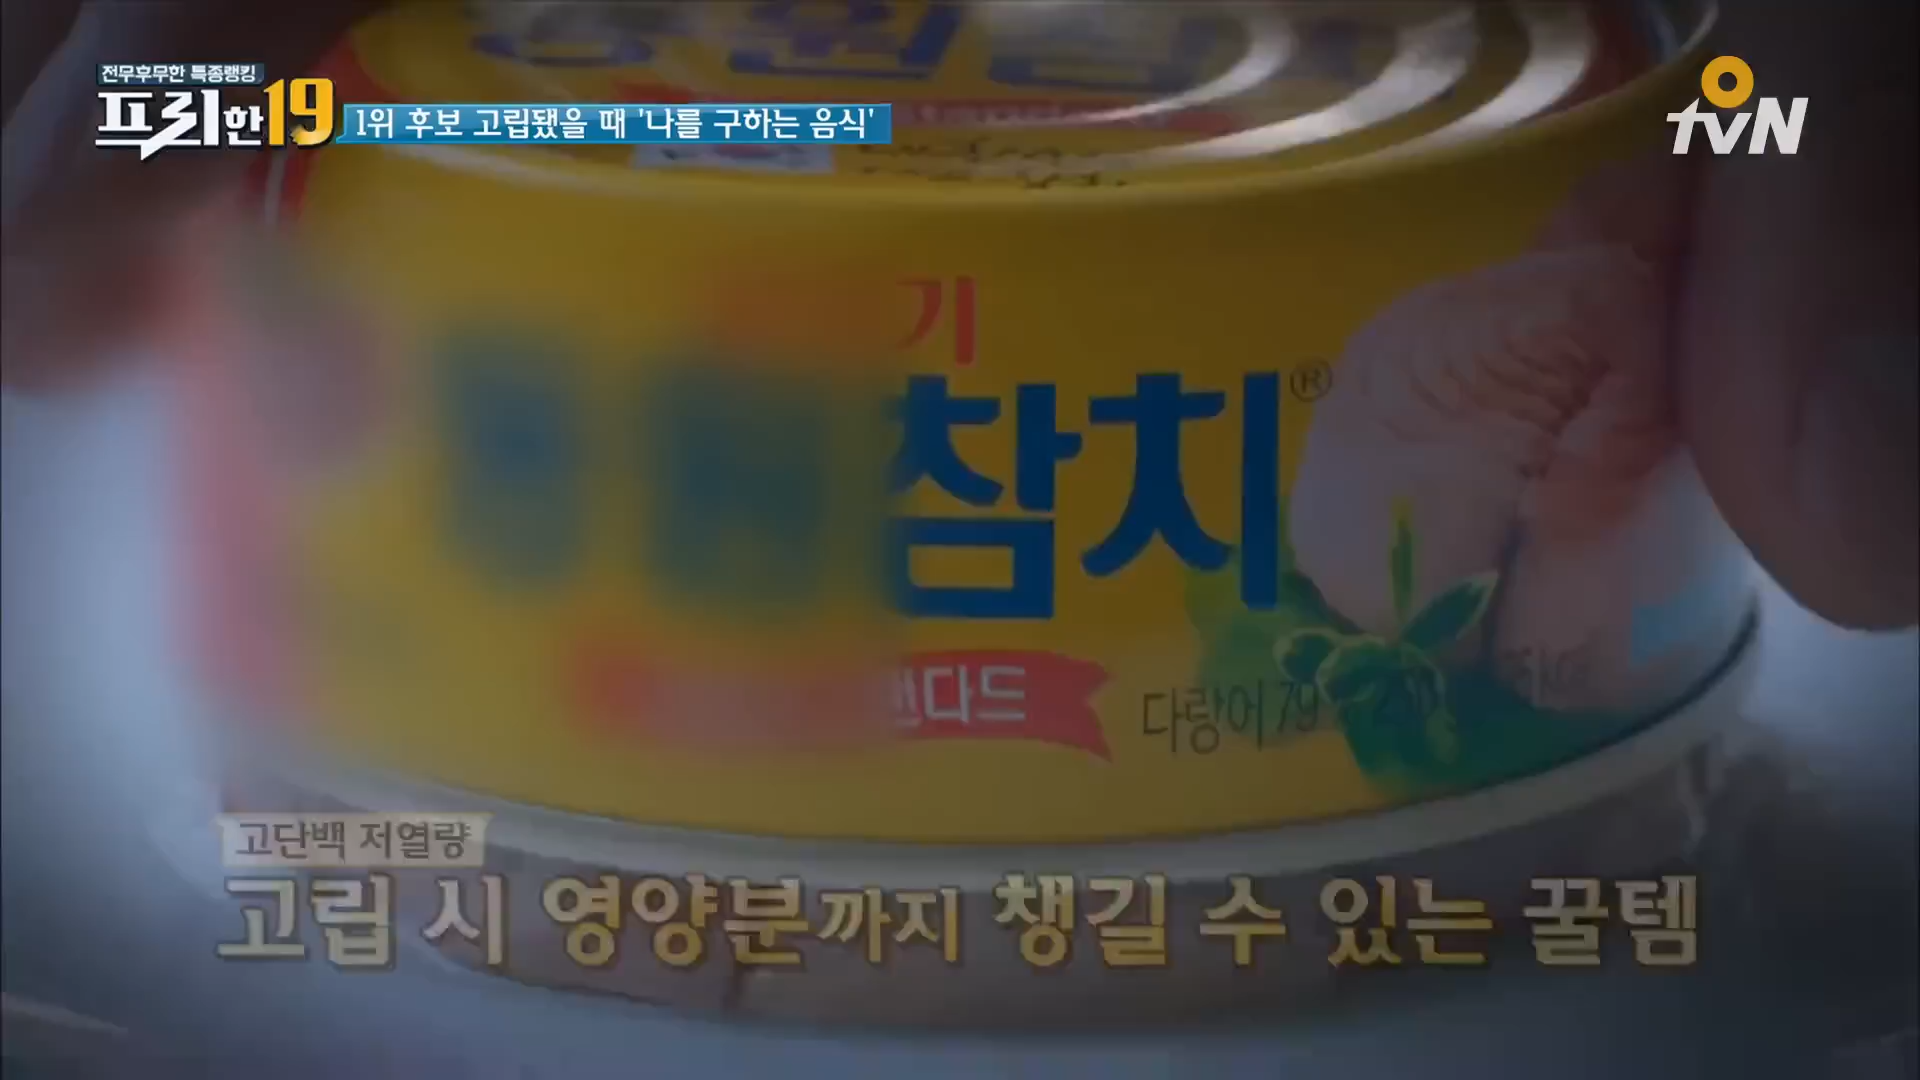 전무후무한 특종랭킹
프리한19
1위 후보 고립됐을 때 '나를 구하는 음식'
tvN
기
참치®
다드
다랑어 79
고단백 저열량
고립 시 영양분까지 챙길 수 있는 꿀템